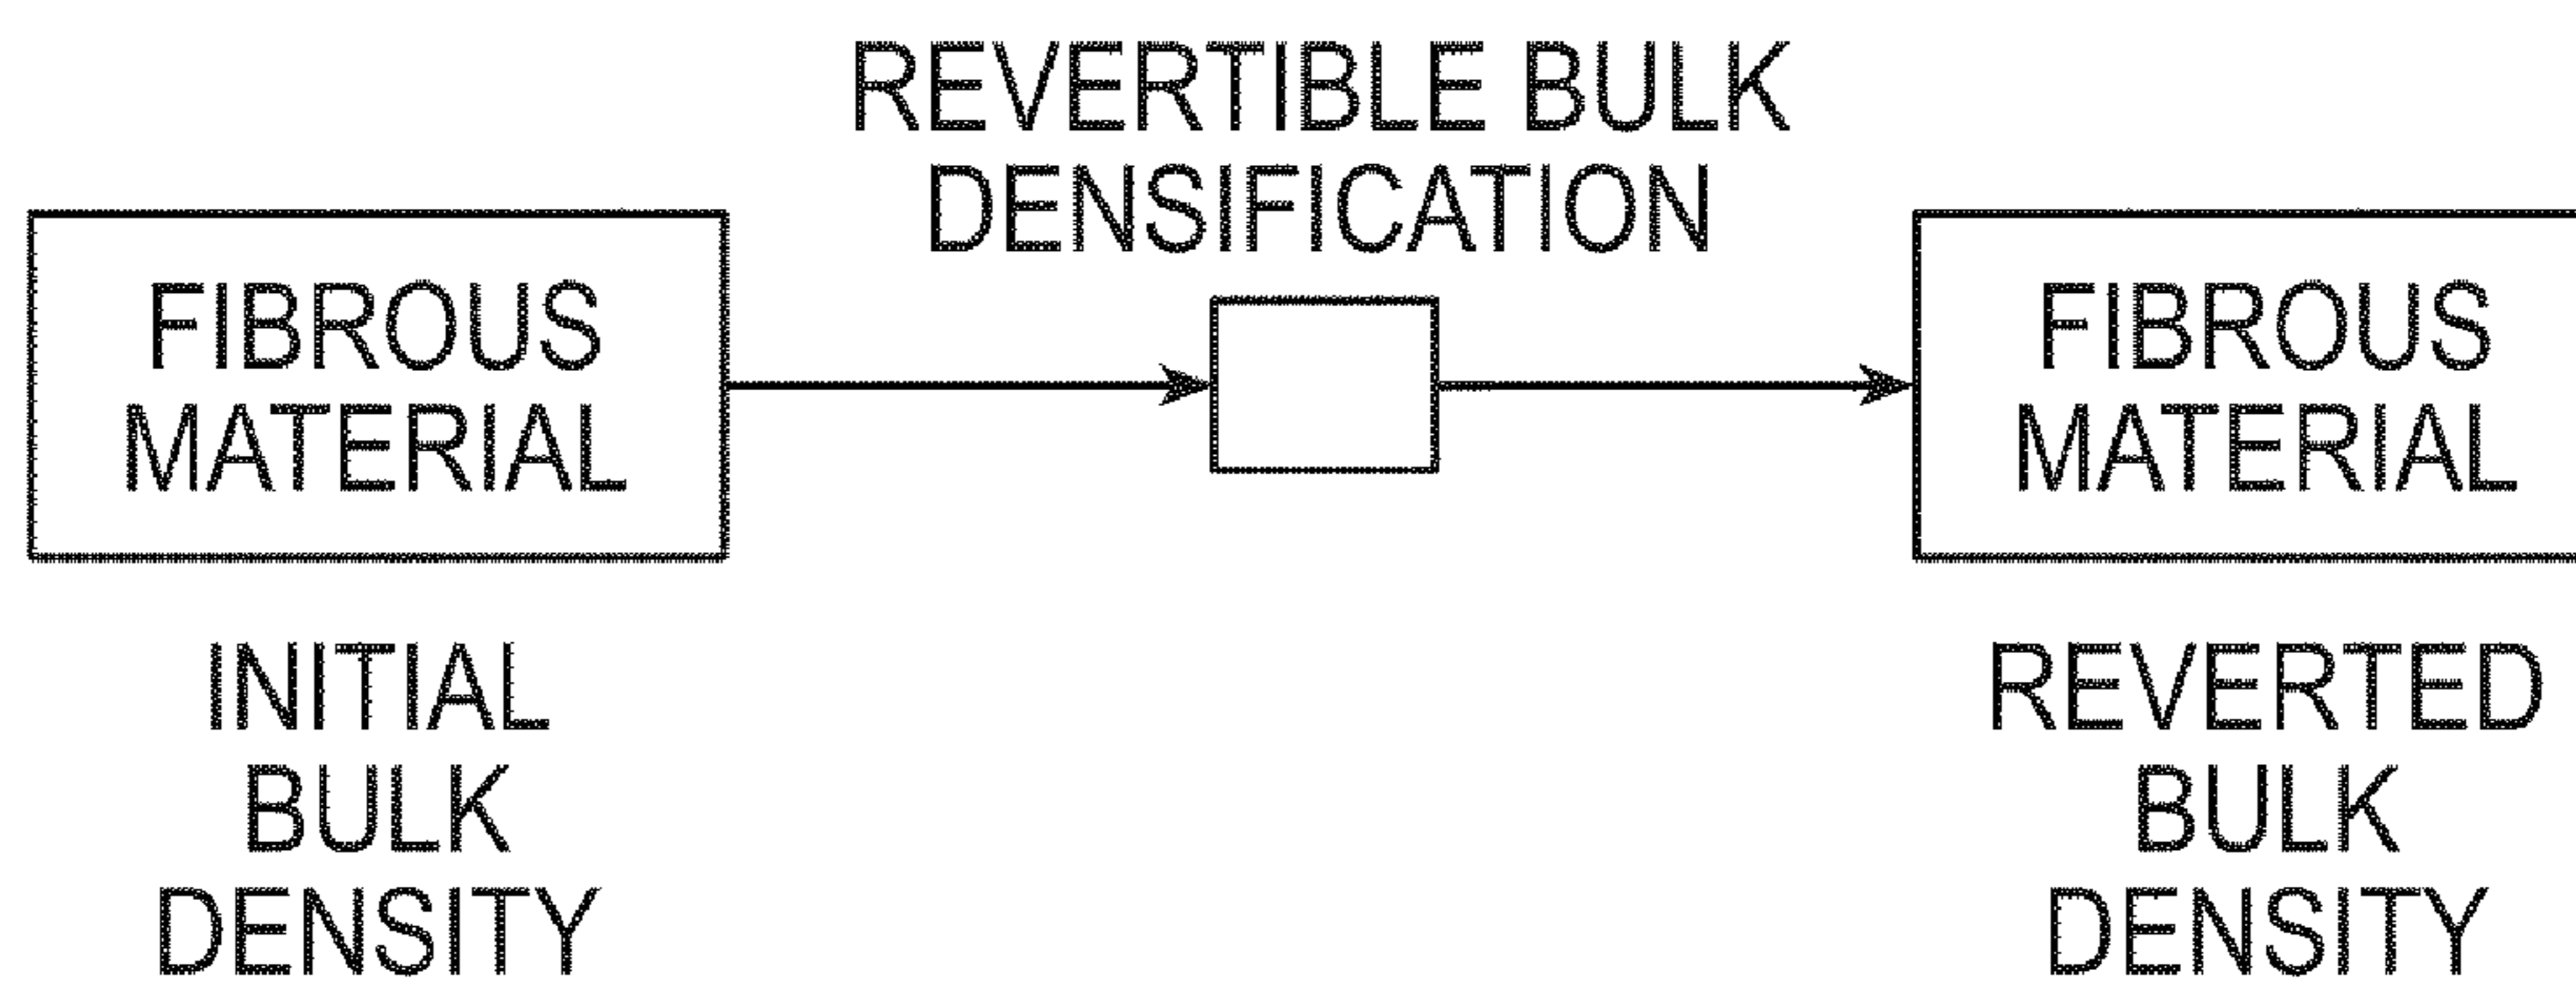 REVERTIBLE BULK
DENSIFICATION
FIBROUS
MATERIAL
FIBROUS
MATERIAL
INITIAL
BULK
DENSITY
REVERTED
BULK
DENSITY